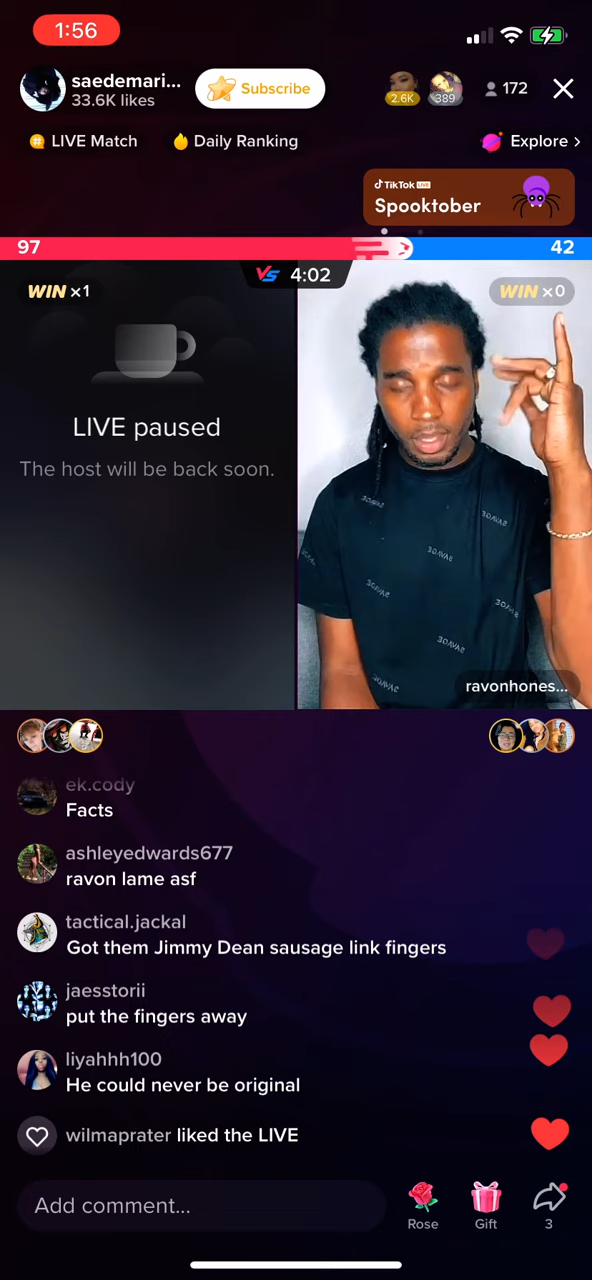 1:56
saedemari...
33.6K likes
Subscribe
2.6K
389
172
LIVE Match
Daily Ranking
Explore >
TikTok LIVE
Spooktober
97
42
VS 4:02
WIN x1
WIN x0
LIVE paused
The host will be back soon.
ravonhones...
ek.cody
Facts
ashleyedwards677
ravon lame asf
tactical.jackal
Got them Jimmy Dean sausage link fingers
jaesstorii
put the fingers away
liyahhh100
He could never be original
wilmaprater liked the LIVE
Add comment...
Rose
Gift
3